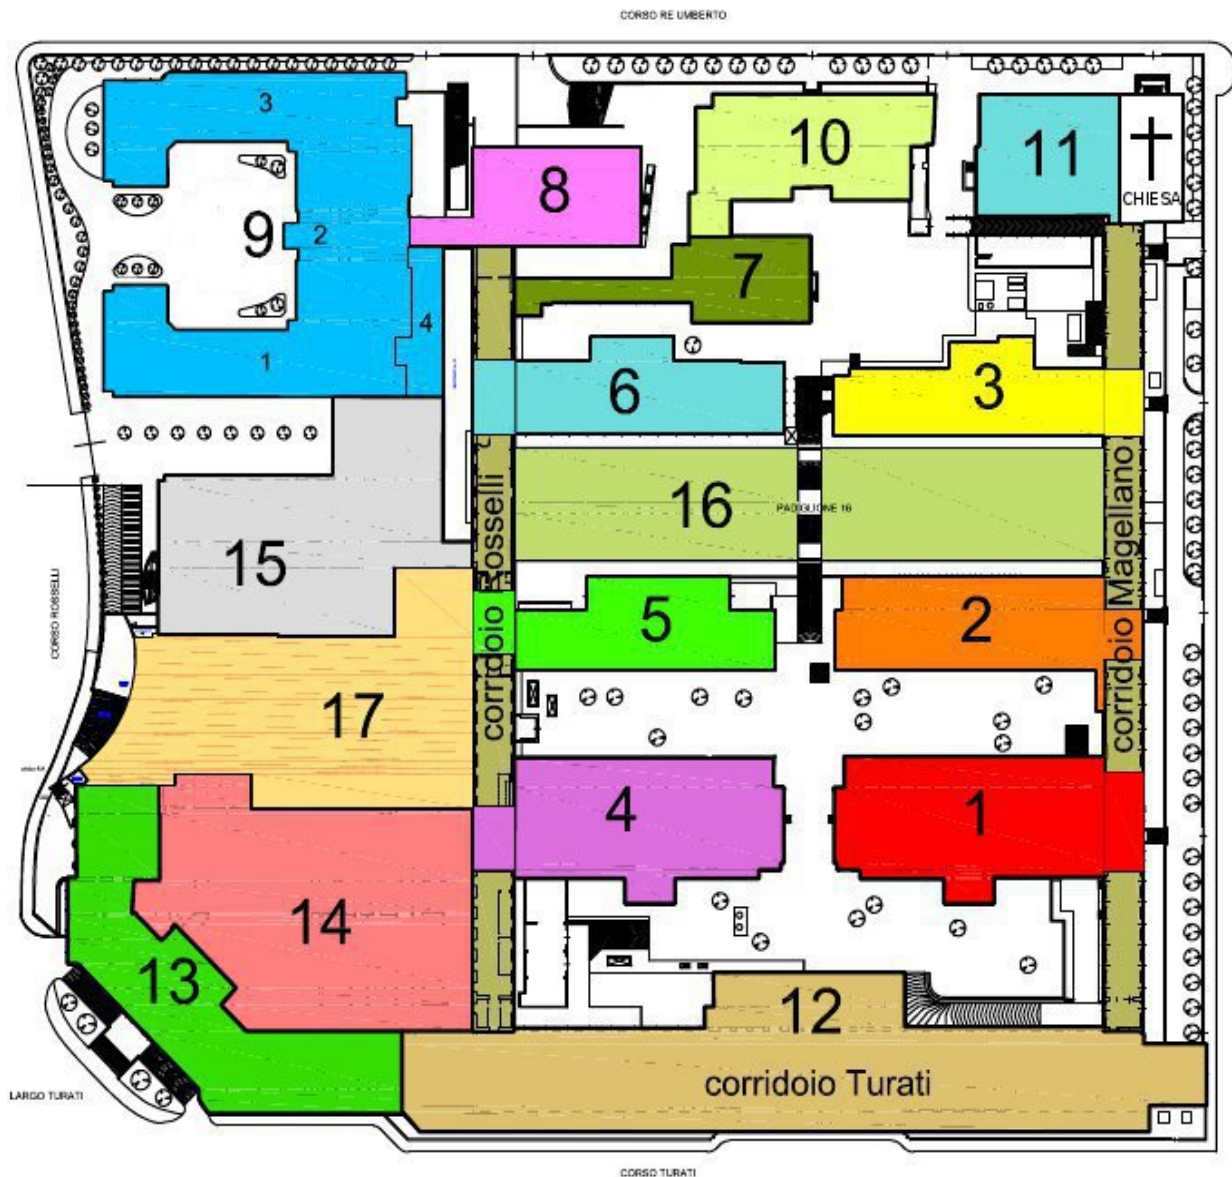 CORSO RE UMBERTO
3
10
11
8
CHIESA
9
2
7
4
1
6
3
corridoio Rosselli
16
PADIGLIONE 16
corridoio Magellano
15
CORSO ROSSELLI
5
2
17
4
1
14
13
12
corridoio Turati
LARGO TURATI
CORSO TURATI